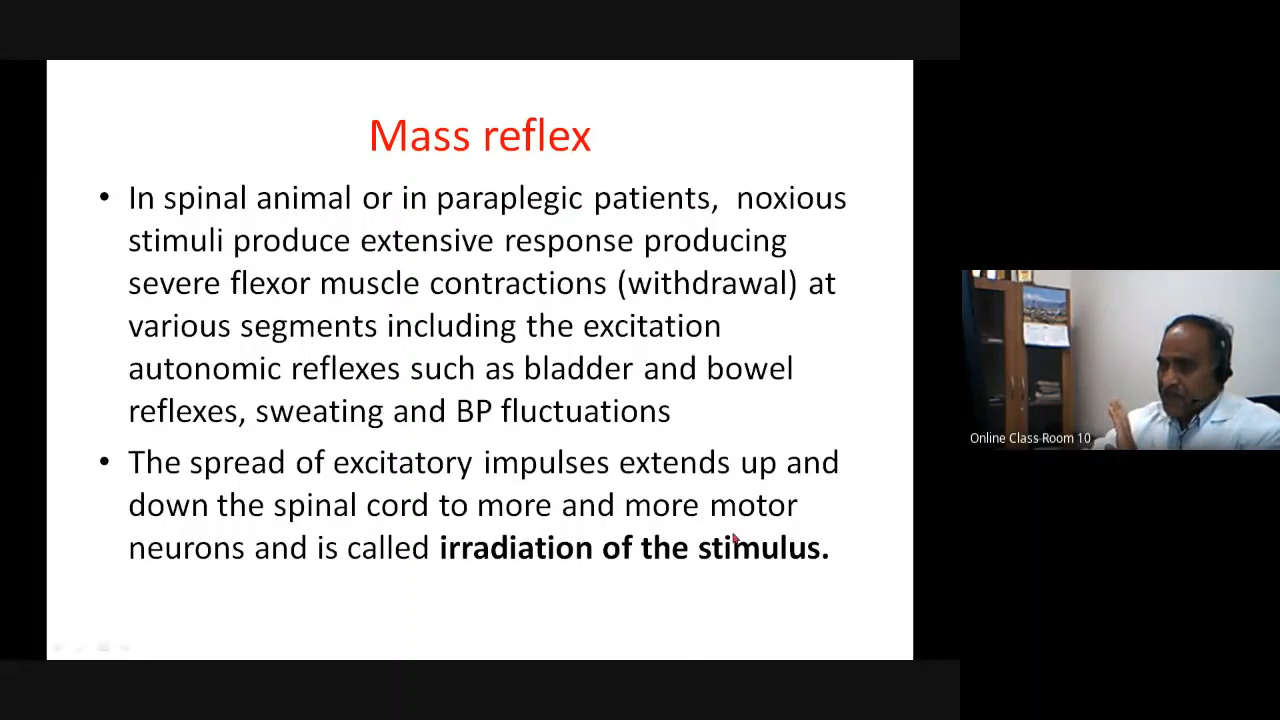 Mass reflex
• In spinal animal or in paraplegic patients,  noxious
stimuli produce extensive response producing
severe flexor muscle contractions (withdrawal) at
various segments including the excitation
autonomic reflexes such as bladder and bowel
reflexes, sweating and BP fluctuations
• The spread of excitatory impulses extends up and
down the spinal cord to more and more motor
neurons and is called irradiation of the stimulus.
Online Class Room 10